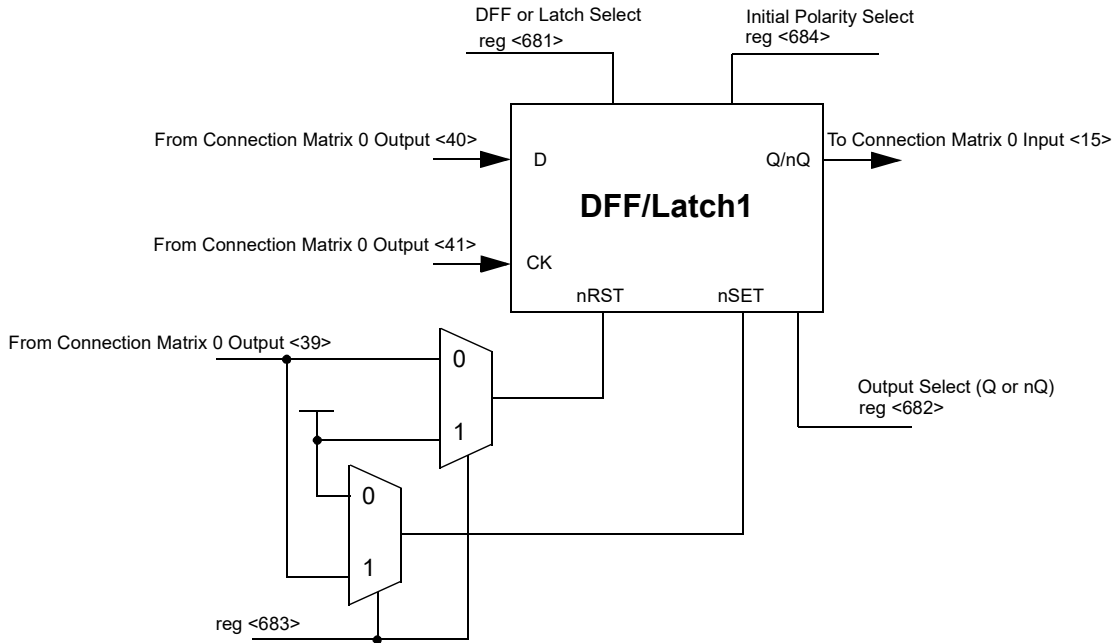 DFF or Latch Select
reg <681>
Initial Polarity Select
reg <684>
From Connection Matrix 0 Output <40>
D
Q/nQ
To Connection Matrix 0 Input <15>
DFF/Latch1
From Connection Matrix 0 Output <41>
CK
nRST
nSET
From Connection Matrix 0 Output <39>
0
1
Output Select (Q or nQ)
reg <682>
0
1
reg <683>